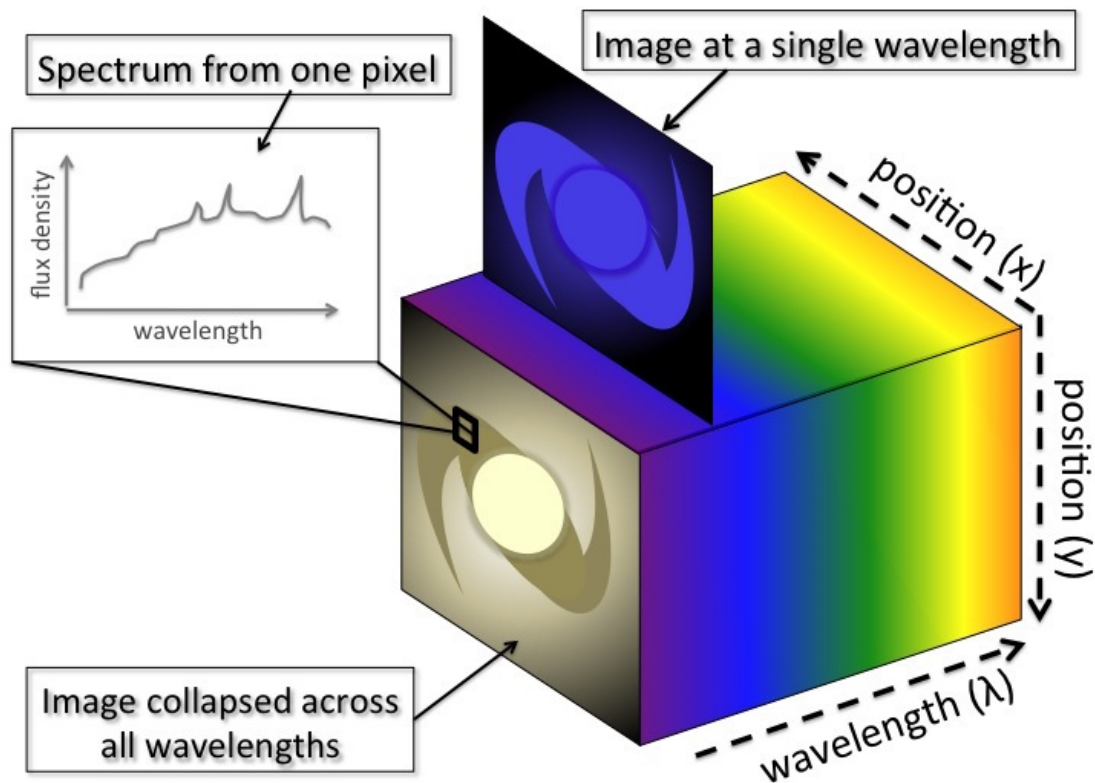 Spectrum from one pixel
Image at a single wavelength
flux density
wavelength
position (x)
position (y)
wavelength (λ)
Image collapsed across
all wavelengths